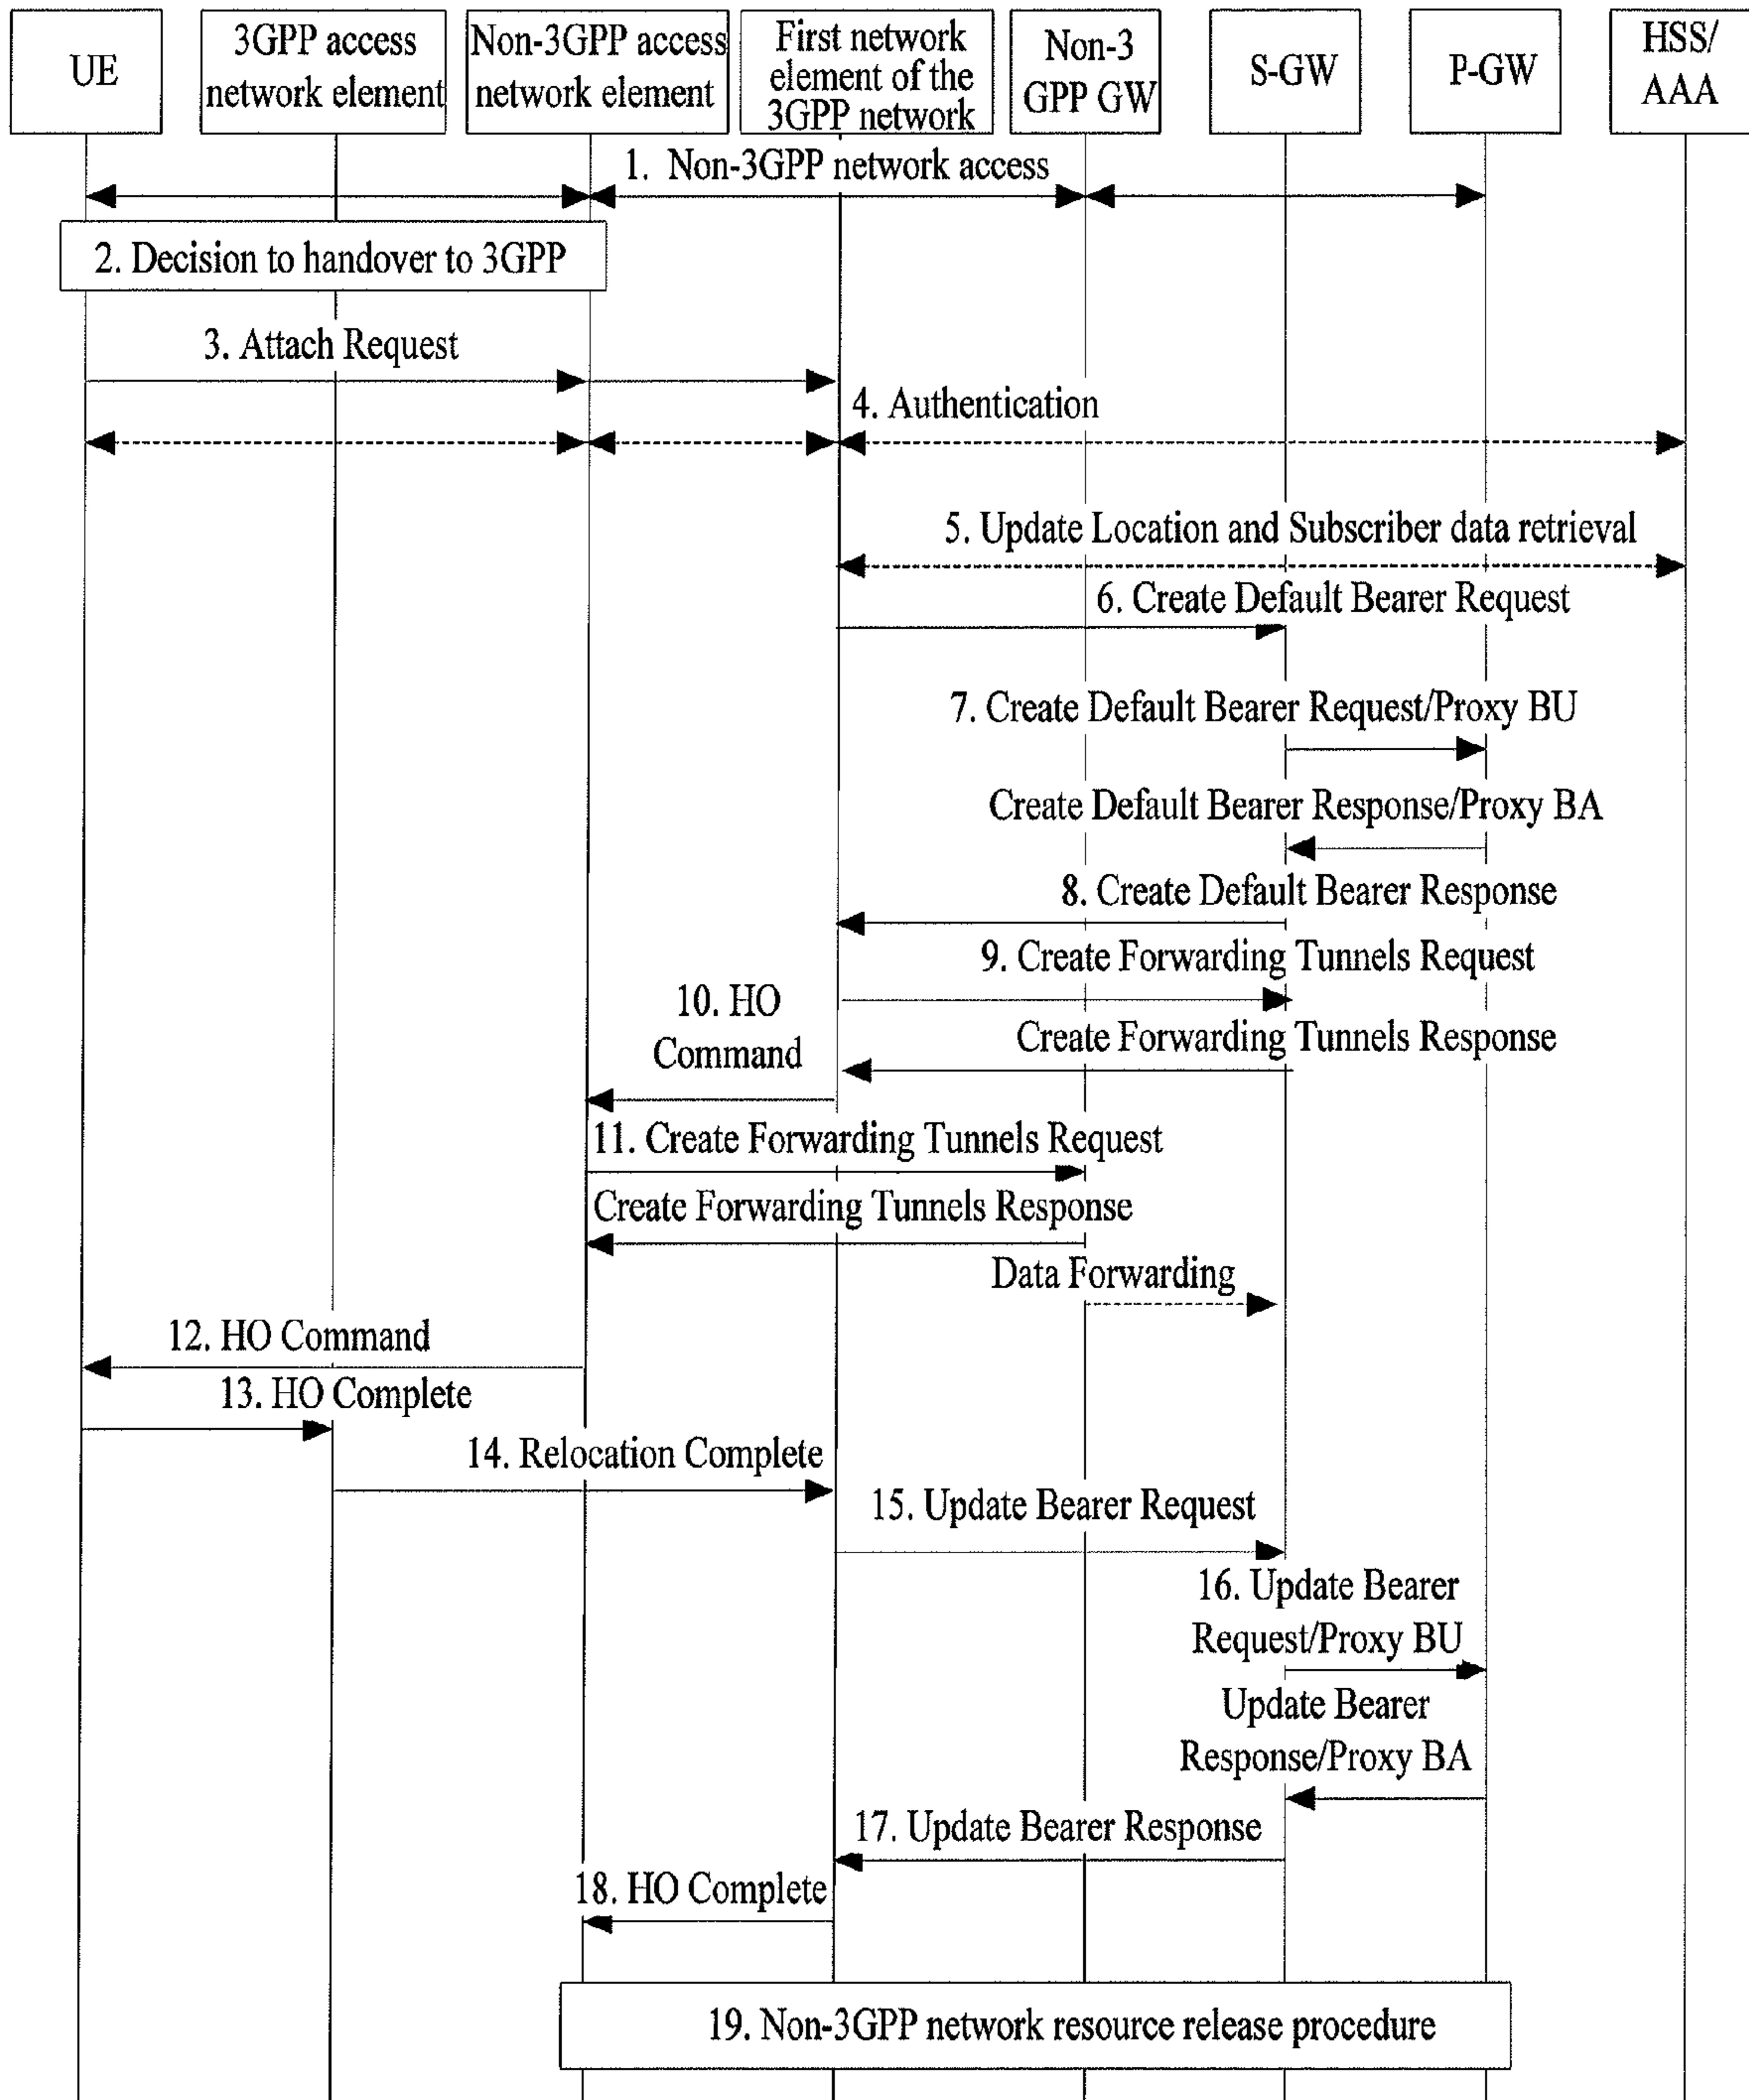 UE
3GPP access
network element
Non-3GPP access
network element
First network
element of the
3GPP network
Non-3
GPP GW
S-GW
P-GW
HSS/
AAA
1. Non-3GPP network access
2. Decision to handover to 3GPP
3. Attach Request
4. Authentication
5. Update Location and Subscriber data retrieval
6. Create Default Bearer Request
7. Create Default Bearer Request/Proxy BU
Create Default Bearer Response/Proxy BA
8. Create Default Bearer Response
9. Create Forwarding Tunnels Request
10. HO
Command
Create Forwarding Tunnels Response
11. Create Forwarding Tunnels Request
Create Forwarding Tunnels Response
Data Forwarding
12. HO Command
13. HO Complete
14. Relocation Complete
15. Update Bearer Request
16. Update Bearer
Request/Proxy BU
Update Bearer
Response/Proxy BA
17. Update Bearer Response
18. HO Complete
19. Non-3GPP network resource release procedure